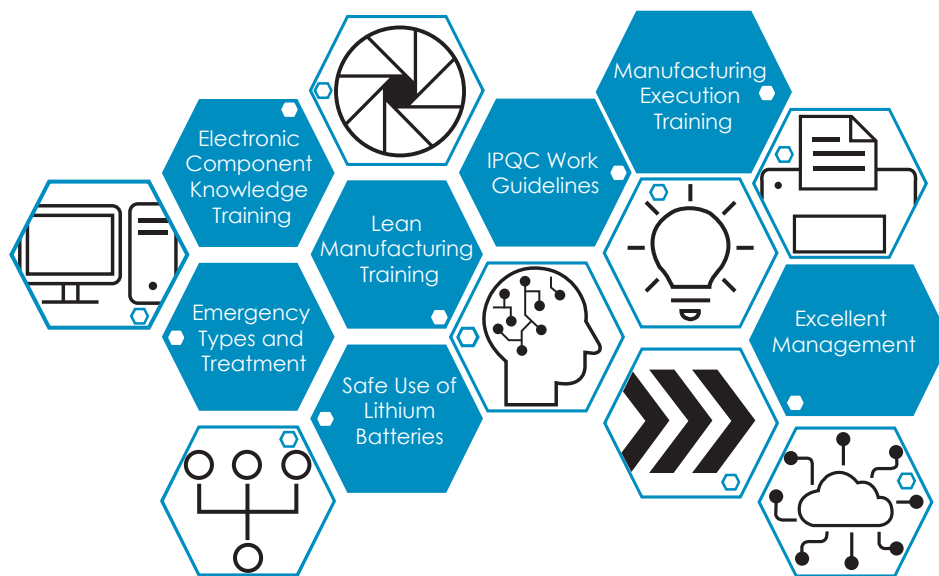 Manufacturing
Execution
Training
Electronic
Component
Knowledge
Training
IPQC Work
Guidelines
Lean
Manufacturing
Training
Emergency
Types and
Treatment
Excellent
Management
Safe Use of
Lithium
Batteries